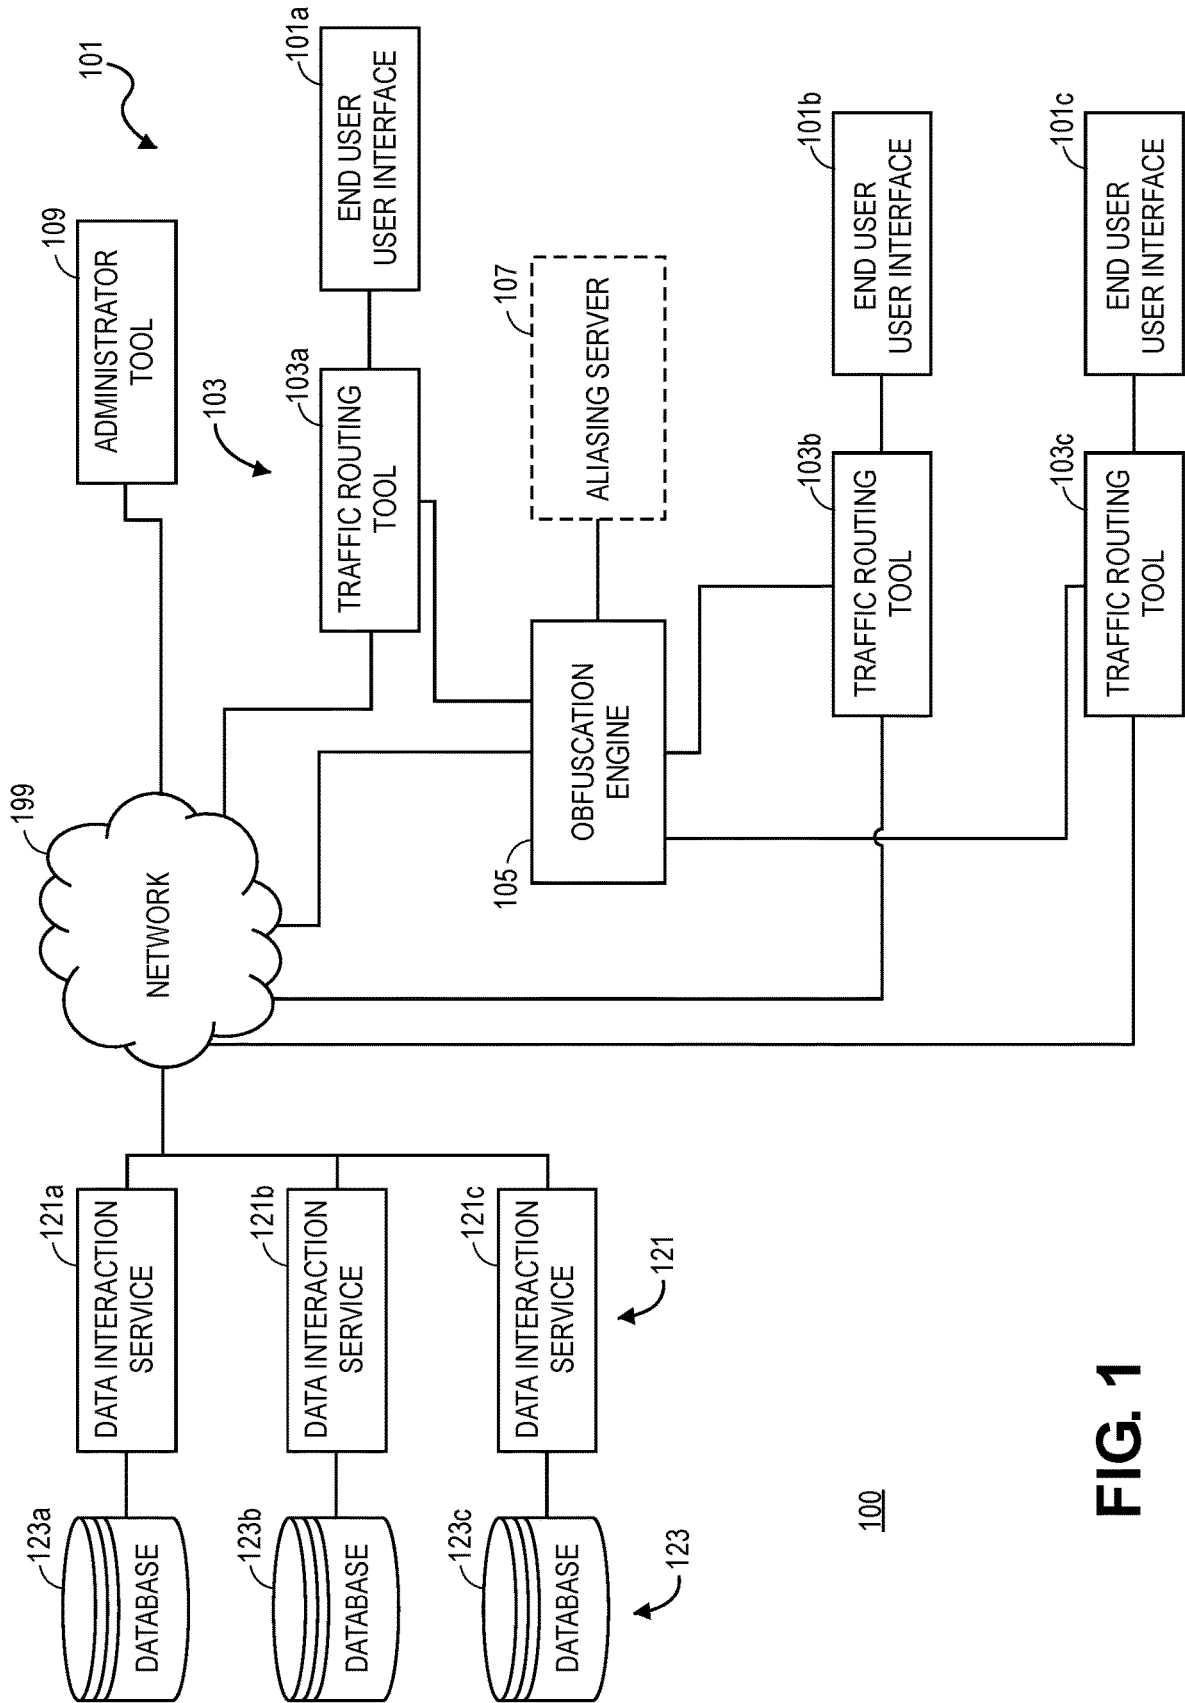 101
109
ADMINISTRATOR
TOOL
101a
END USER
USER INTERFACE
103
103a
TRAFFIC ROUTING
TOOL
199
NETWORK
107
ALIASING SERVER
105
OBFUSCATION
ENGINE
101b
END USER
USER INTERFACE
103b
TRAFFIC ROUTING
TOOL
101c
END USER
USER INTERFACE
103c
TRAFFIC ROUTING
TOOL
121a
DATA INTERACTION
SERVICE
121b
DATA INTERACTION
SERVICE
121c
DATA INTERACTION
SERVICE
121
123a
DATABASE
123b
DATABASE
123c
DATABASE
123
100
FIG. 1